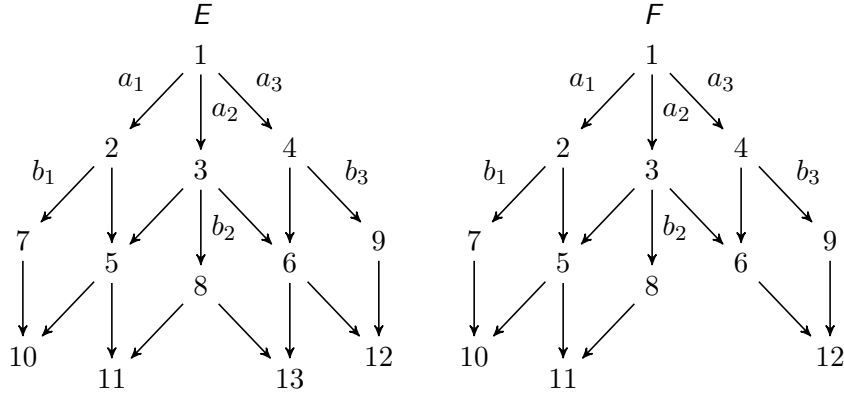 E F
1 1
a₁ a₃ a₁ a₃
a₂ a₂
2 3 4 2 3 4
b₁ b₃ b₁ b₃
b₂ b₂
7 9 7 9
5 6 5 6
8 8
10 12 10 12
11 13 11